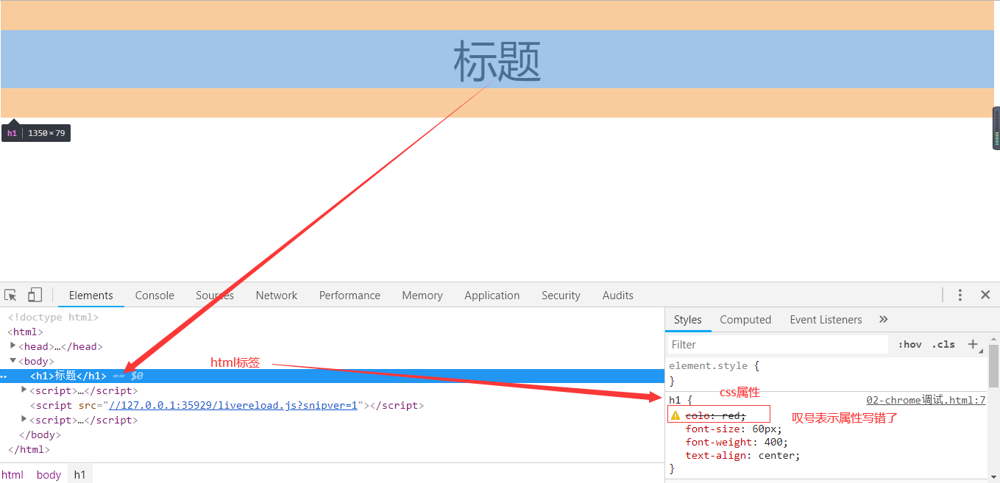 标题
h1 1350×79
Elements Console Sources Network Performance Memory Application Security Audits
<!doctype html>
<html>
<head>…</head>
<body>
<h1>标题</h1> == $0
<script>…</script>
<script src="//127.0.0.1:35929/livereload.js?snipver=1"></script>
<script>…</script>
</body>
</html>
html body h1
html标签
Styles Computed Event Listeners »
Filter :hov .cls +
element.style {
}
css属性
h1 { 02-chrome调试.html:7
colo: red;
叹号表示属性写错了
font-size: 60px;
font-weight: 400;
text-align: center;
}